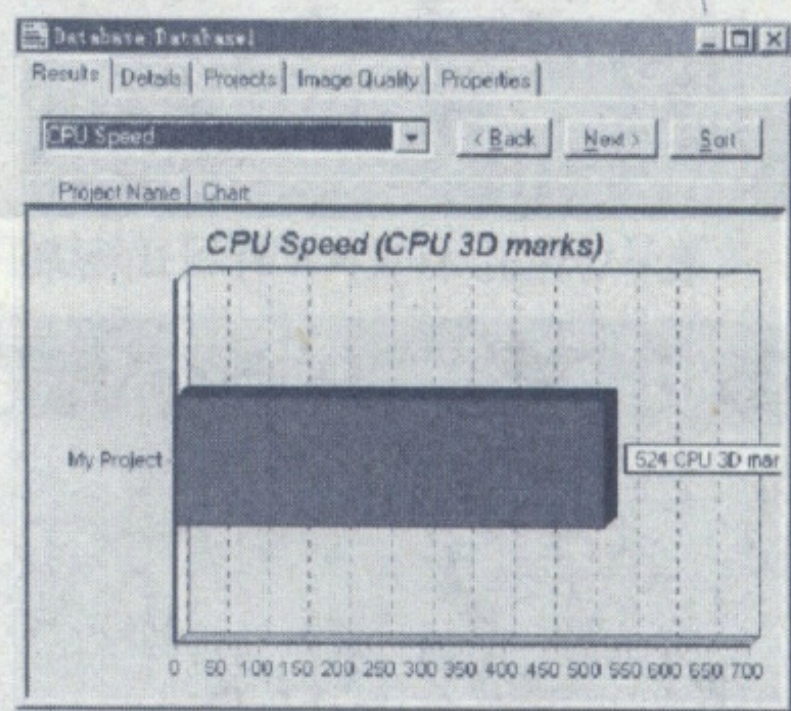 Database Database1
Results Details Projects Image Quality Properties
CPU Speed < Back Next > Sort
Project Name Chart
CPU Speed (CPU 3D marks)
My Project
524 CPU 3D mar
0 50 100 150 200 250 300 350 400 450 500 550 600 650 700